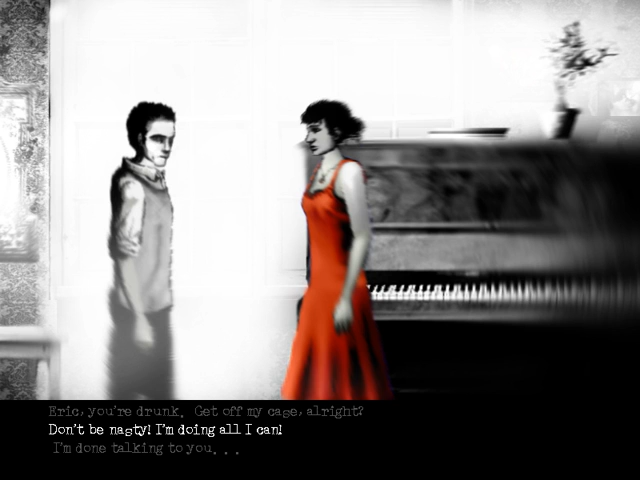 Eric, you're drunk. Get off my case, alright?
Don't be nasty! I'm doing all I can!
I'm done talking to you. . .